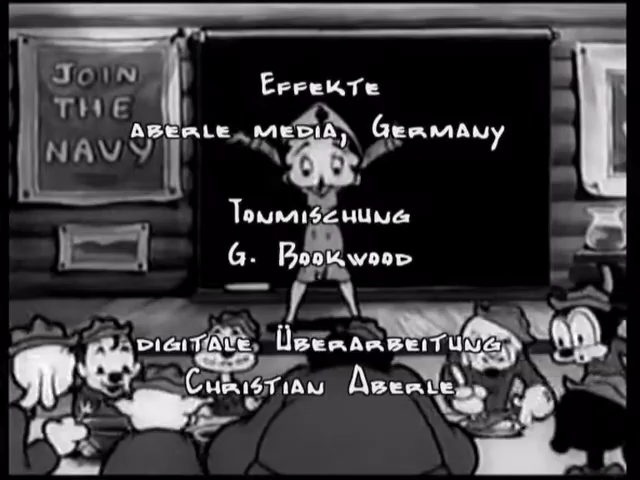 JOIN
THE
NAVY
Effekte
aberle media, Germany
Tonmischung
G. Bookwood
digitale Überarbeitung
Christian Aberle